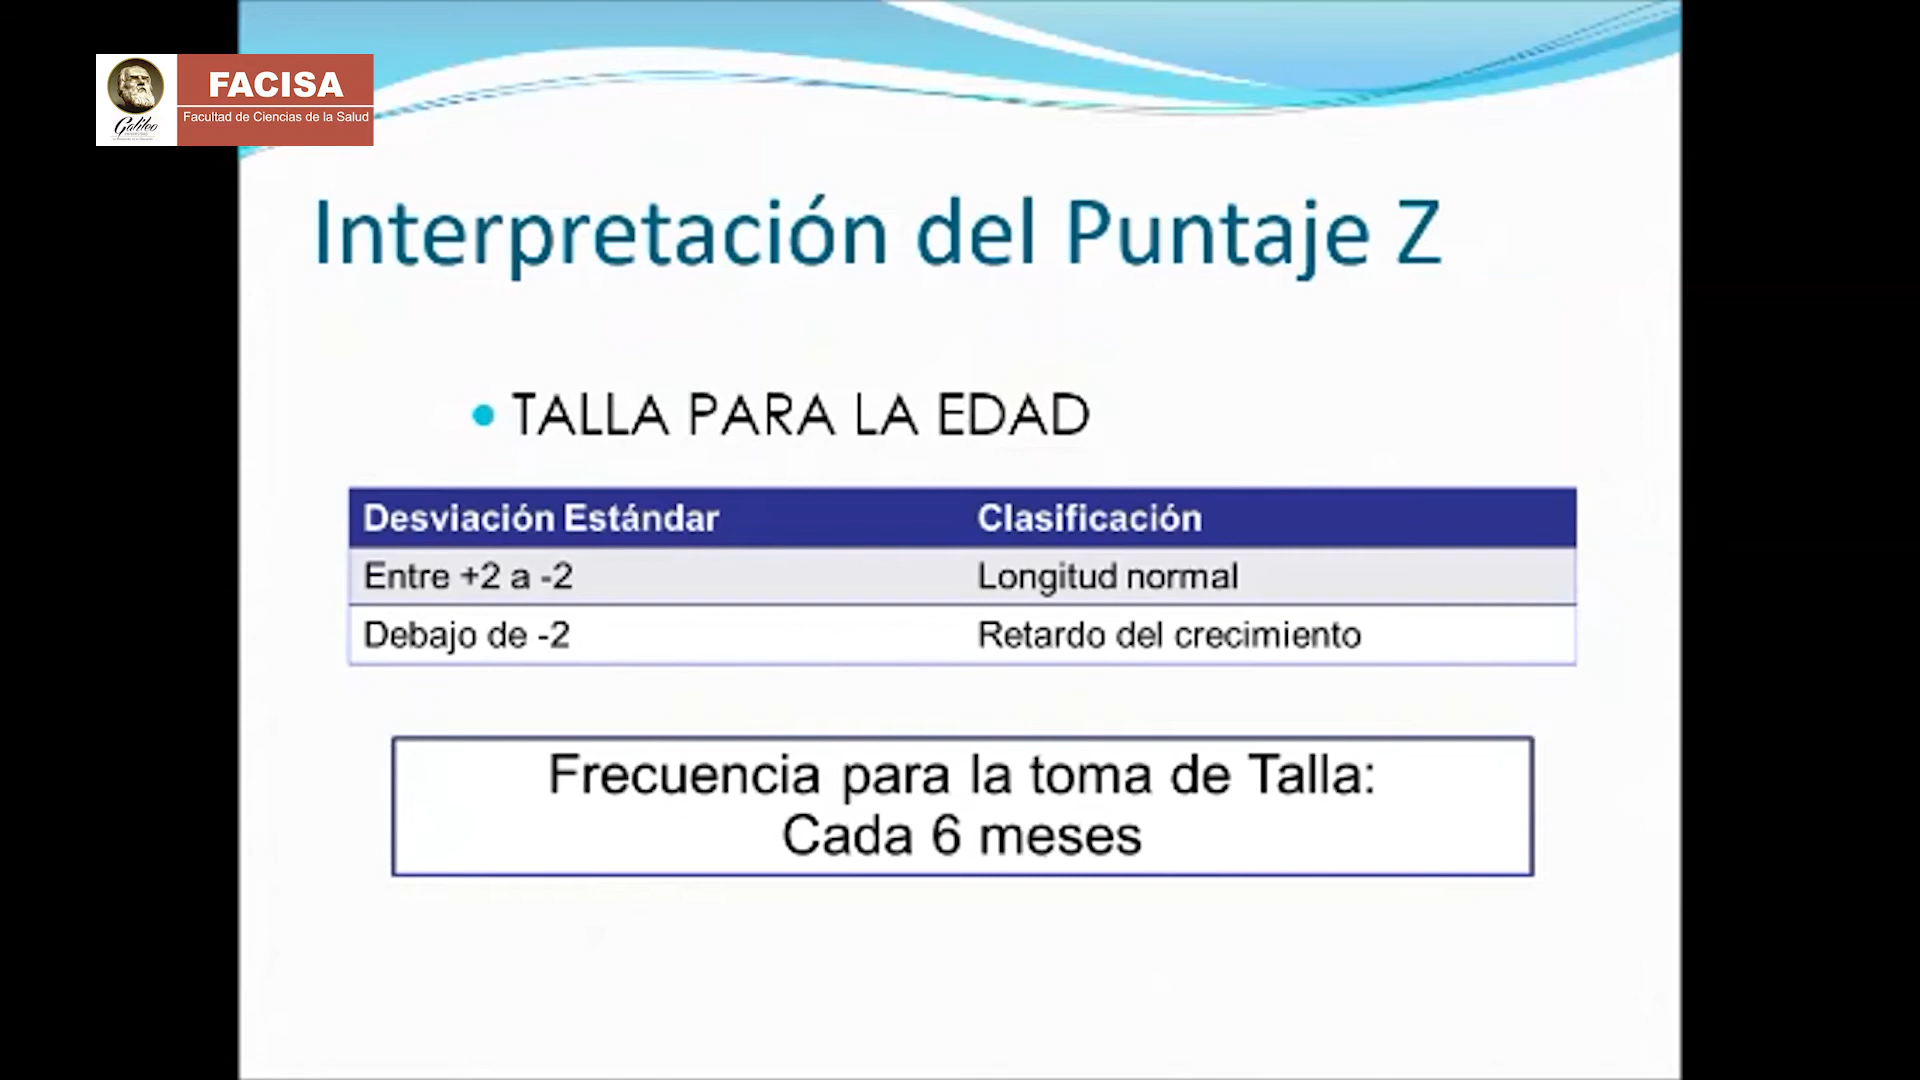 FACISA
Facultad de Ciencias de la Salud
Galileo
Interpretación del Puntaje Z
• TALLA PARA LA EDAD
Desviación Estándar Clasificación
Entre +2 a -2 Longitud normal
Debajo de -2 Retardo del crecimiento
Frecuencia para la toma de Talla:
Cada 6 meses